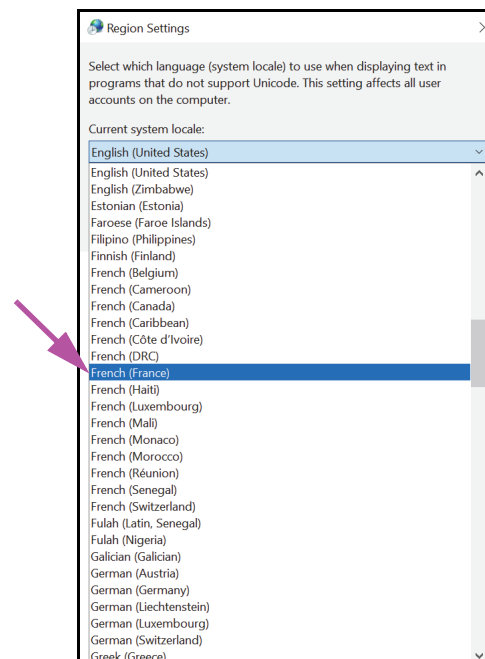 Region Settings
Select which language (system locale) to use when displaying text in
programs that do not support Unicode. This setting affects all user
accounts on the computer.
Current system locale:
English (United States)
English (United States)
English (Zimbabwe)
Estonian (Estonia)
Faroese (Faroe Islands)
Filipino (Philippines)
Finnish (Finland)
French (Belgium)
French (Cameroon)
French (Canada)
French (Caribbean)
French (Côte d’Ivoire)
French (DRC)
French (France)
French (Haiti)
French (Luxembourg)
French (Mali)
French (Monaco)
French (Morocco)
French (Réunion)
French (Senegal)
French (Switzerland)
Fulah (Latin, Senegal)
Fulah (Nigeria)
Galician (Galician)
German (Austria)
German (Germany)
German (Liechtenstein)
German (Luxembourg)
German (Switzerland)
Greek (Greece)